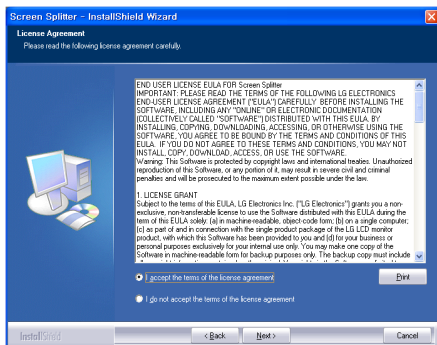 Screen Splitter - InstallShield Wizard
License Agreement
Please read the following license agreement carefully.
END USER LICENSE EULA FOR Screen Splitter
IMPORTANT: PLEASE READ THE TERMS OF THE FOLLOWING LG ELECTRONICS
END-USER LICENSE AGREEMENT ("EULA") CAREFULLY BEFORE INSTALLING THE
SOFTWARE, INCLUDING ANY "ONLINE" OR ELECTRONIC DOCUMENTATION
(COLLECTIVELY CALLED "SOFTWARE") DISTRIBUTED WITH THIS EULA. BY
INSTALLING, COPYING, DOWNLOADING, ACCESSING, OR OTHERWISE USING THE
SOFTWARE, YOU AGREE TO BE BOUND BY THE TERMS AND CONDITIONS OF THIS
EULA. IF YOU DO NOT AGREE TO THESE TERMS AND CONDITIONS, YOU MAY NOT
INSTALL, COPY, DOWNLOAD, ACCESS, OR USE THE SOFTWARE.
Warning: This Software is protected by copyright laws and international treaties. Unauthorized
reproduction of this Software, or any portion of it, may result in severe civil and criminal
penalties and will be prosecuted to the maximum extent possible under the law.
1. LICENSE GRANT
Subject to the terms of this EULA, LG Electronics Inc. ("LG Electronics") grants you a non-
exclusive, non-transferable license to use the Software distributed with this EULA during the
term of this EULA solely: (a) in machine-readable, object-code form; (b) on a single computer;
(c) as part of and in connection with the single product package of the LG LCD monitor
product, with which this Software has been provided to you and (d) for your business or
personal purposes exclusively for your internal use only. You may make one copy of the
Software in machine-readable form for backup purposes only. The backup copy must include
I accept the terms of the license agreement
Print
I do not accept the terms of the license agreement
InstallShield
< Back
Next >
Cancel